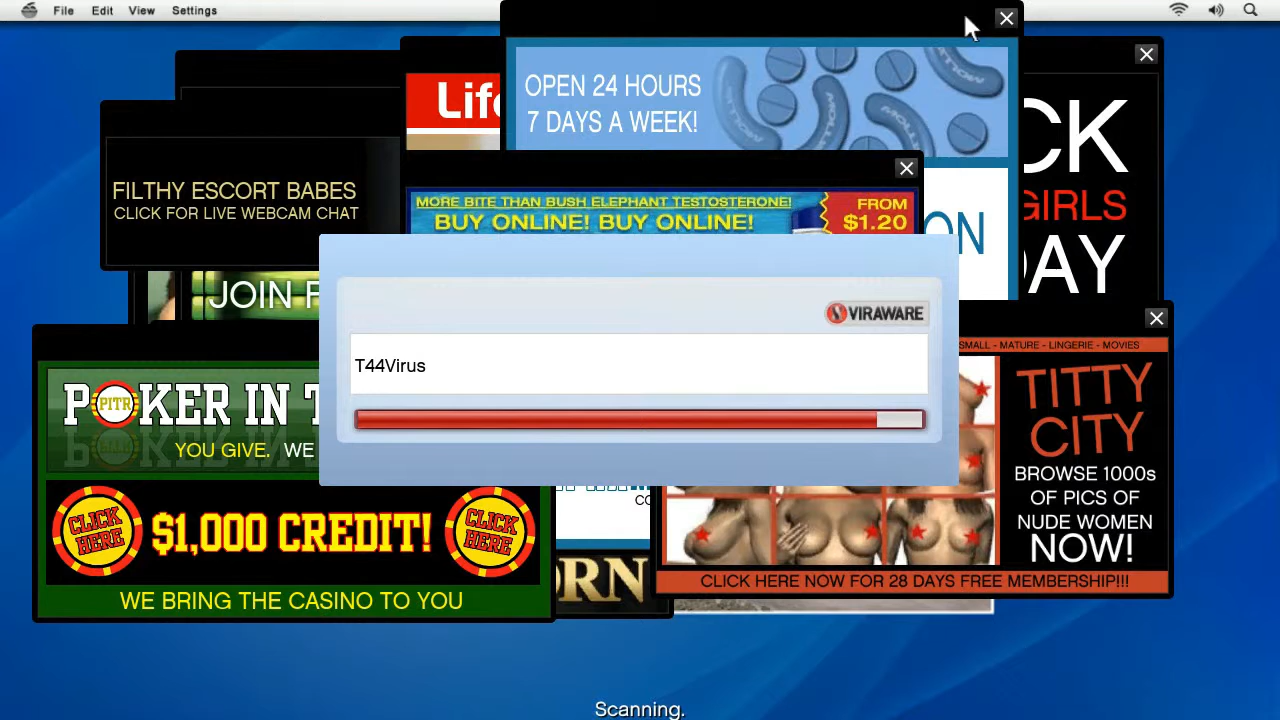 File Edit View Settings
OPEN 24 HOURS
7 DAYS A WEEK!
Life
CK
GIRLS
DAY
FILTHY ESCORT BABES
CLICK FOR LIVE WEBCAM CHAT
MORE BITE THAN BUSH ELEPHANT TESTOSTERONE!
BUY ONLINE! BUY ONLINE!
FROM
$1.20
ON
JOIN F
VIRAWARE
T44Virus
POKER IN T
PITR
YOU GIVE. WE
CLICK
HERE
$1,000 CREDIT!
CLICK
HERE
WE BRING THE CASINO TO YOU
CO
ORN
SMALL - MATURE - LINGERIE - MOVIES
TITTY
CITY
BROWSE 1000s
OF PICS OF
NUDE WOMEN
NOW!
CLICK HERE NOW FOR 28 DAYS FREE MEMBERSHIP!!!
Scanning.